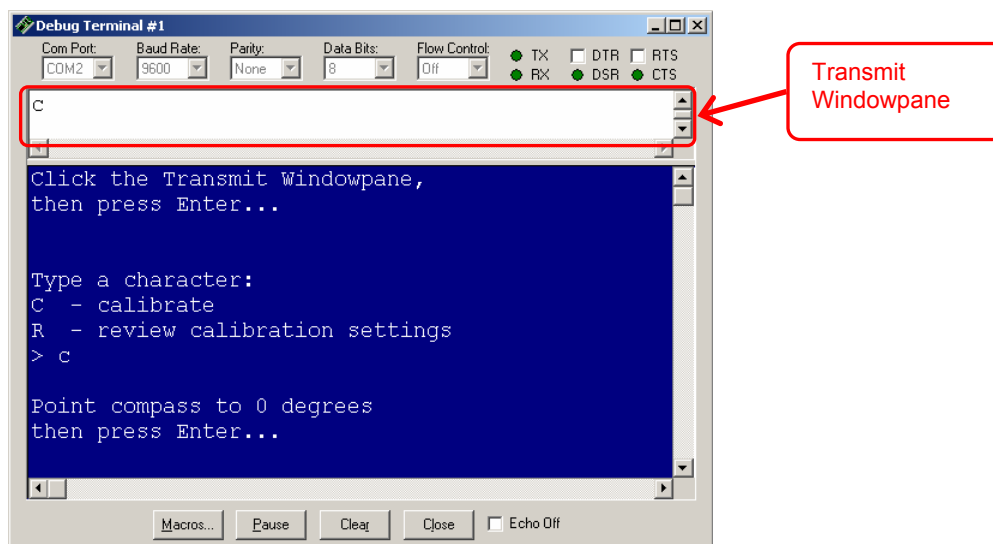 Debug Terminal #1
Com Port: Baud Rate: Parity: Data Bits: Flow Control: TX DTR RTS
COM2 9600 None 8 Off RX DSR CTS
c
Transmit
Windowpane
Click the Transmit Windowpane,
then press Enter...
Type a character:
C - calibrate
R - review calibration settings
> c
Point compass to 0 degrees
then press Enter...
Macros... Pause Clear Close Echo Off